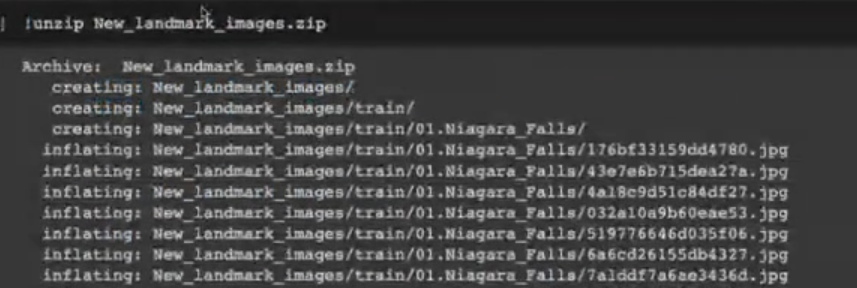 !unzip New_landmark_images.zip
Archive:  New_landmark_images.zip
creating: New_landmark_images/
creating: New_landmark_images/train/
creating: New_landmark_images/train/01.Niagara_Falls/
inflating: New_landmark_images/train/01.Niagara_Falls/176bf33159dd4780.jpg
inflating: New_landmark_images/train/01.Niagara_Falls/43e7e6b715dea27a.jpg
inflating: New_landmark_images/train/01.Niagara_Falls/4a18c9d51c84df27.jpg
inflating: New_landmark_images/train/01.Niagara_Falls/032a10a9b60eae53.jpg
inflating: New_landmark_images/train/01.Niagara_Falls/519776646d035f06.jpg
inflating: New_landmark_images/train/01.Niagara_Falls/6a6cd26155db4327.jpg
inflating: New_landmark_images/train/01.Niagara_Falls/7a1ddf7a6ae3436d.jpg